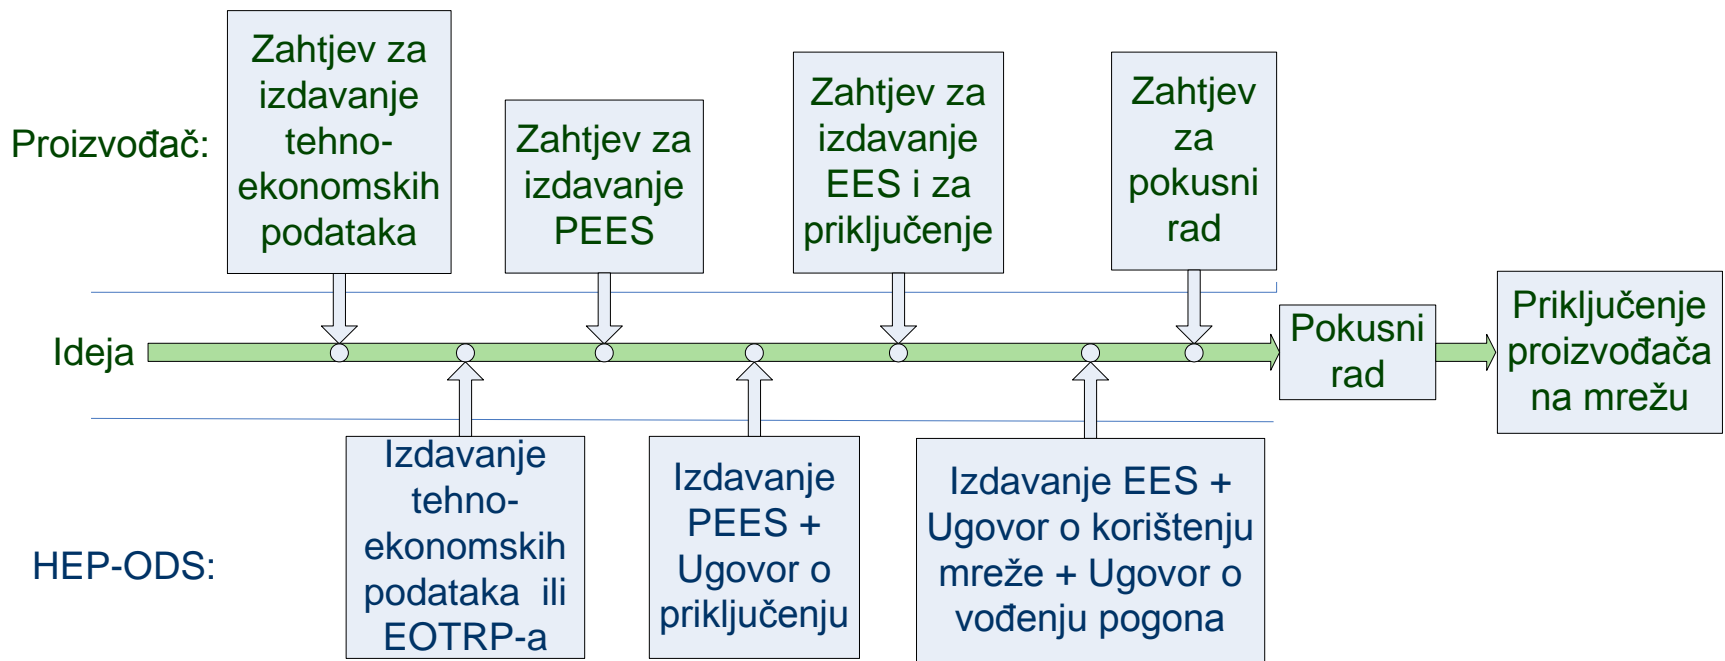 Proizvođač:
Zahtjev za
izdavanje
tehno-
ekonomskih
podataka
Zahtjev za
izdavanje
PEES
Zahtjev za
izdavanje
EES i za
priključenje
Zahtjev
za
pokusni
rad
Ideja
Pokusni
rad
Priključenje
proizvođača
na mrežu
HEP-ODS:
Izdavanje
tehno-
ekonomskih
podataka ili
EOTRP-a
Izdavanje
PEES +
Ugovor o
priključenju
Izdavanje EES +
Ugovor o korištenju
mreže + Ugovor o
vođenju pogona